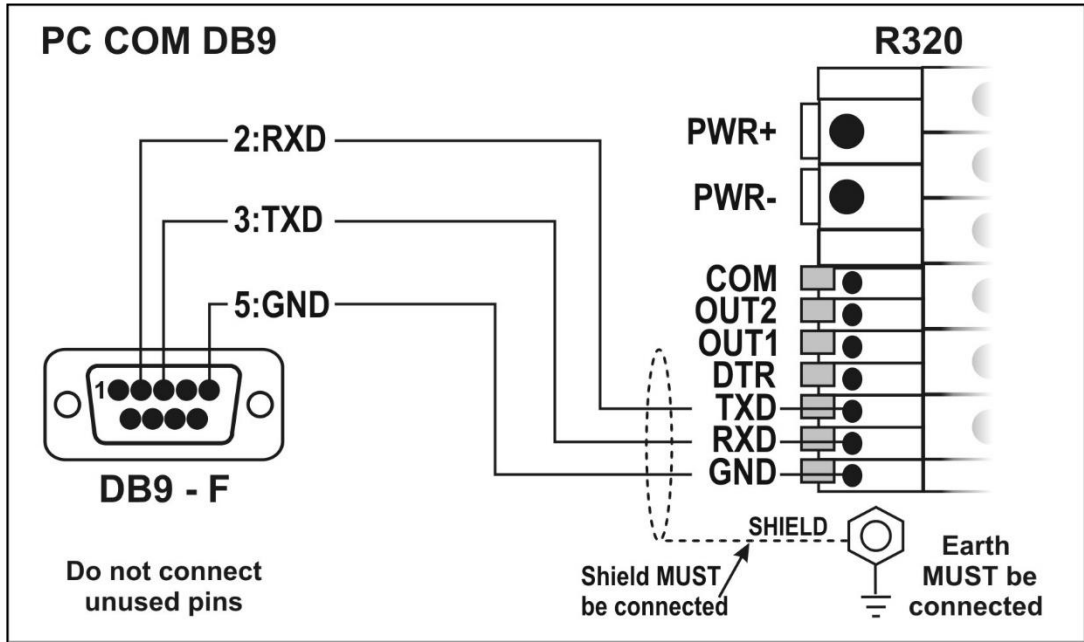 PC COM DB9
R320
2:RXD
3:TXD
5:GND
1
DB9 - F
Do not connect
unused pins
PWR+
PWR-
COM
OUT2
OUT1
DTR
TXD
RXD
GND
SHIELD
Shield MUST
be connected
Earth
MUST be
connected